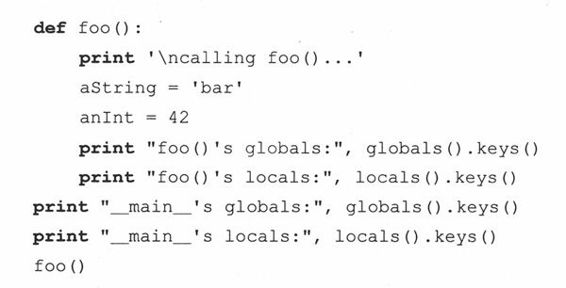 def foo():
    print '\ncalling foo()...'
    aString = 'bar'
    anInt = 42
    print "foo()'s globals:", globals().keys()
    print "foo()'s locals:", locals().keys()
print "__main__'s globals:", globals().keys()
print "__main__'s locals:", locals().keys()
foo()